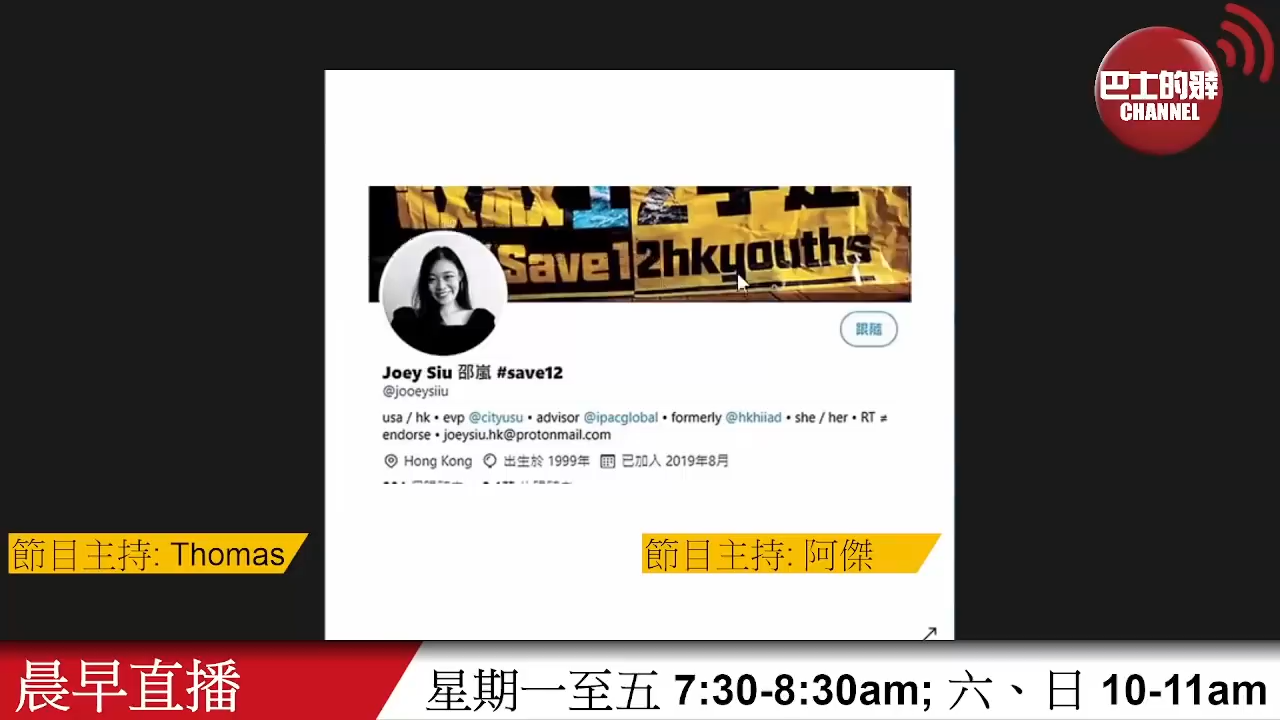 巴士的報
CHANNEL
#Save12hkyouths
跟隨
Joey Siu 邵嵐 #save12
@jooeysiiu
usa / hk • evp @cityusu • advisor @ipacglobal • formerly @hkhiiad • she / her • RT ≠
endorse • joeysiu.hk@protonmail.com
Hong Kong 出生於 1999年 已加入 2019年8月
節目主持: Thomas
節目主持: 阿傑
晨早直播
星期一至五 7:30-8:30am; 六、日 10-11am